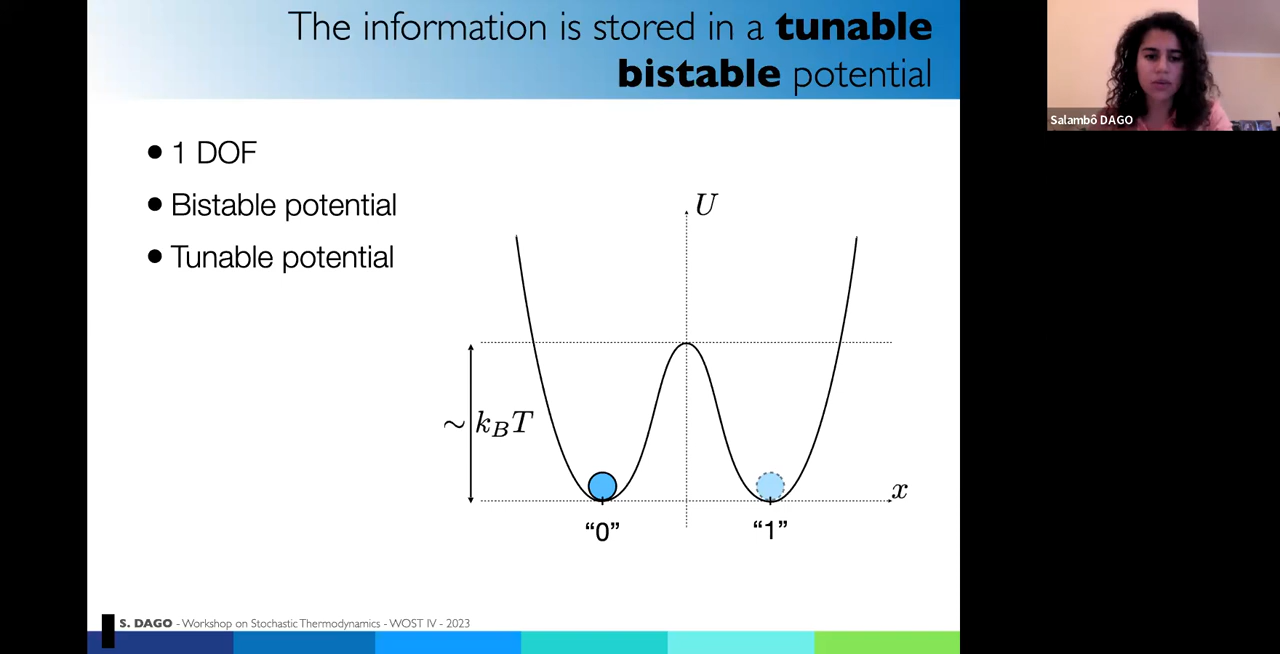 The information is stored in a tunable
bistable potential
Salambô DAGO
• 1 DOF
• Bistable potential
• Tunable potential
U
~ k_B T
x
“0”
“1”
S. DAGO - Workshop on Stochastic Thermodynamics - WOST IV - 2023